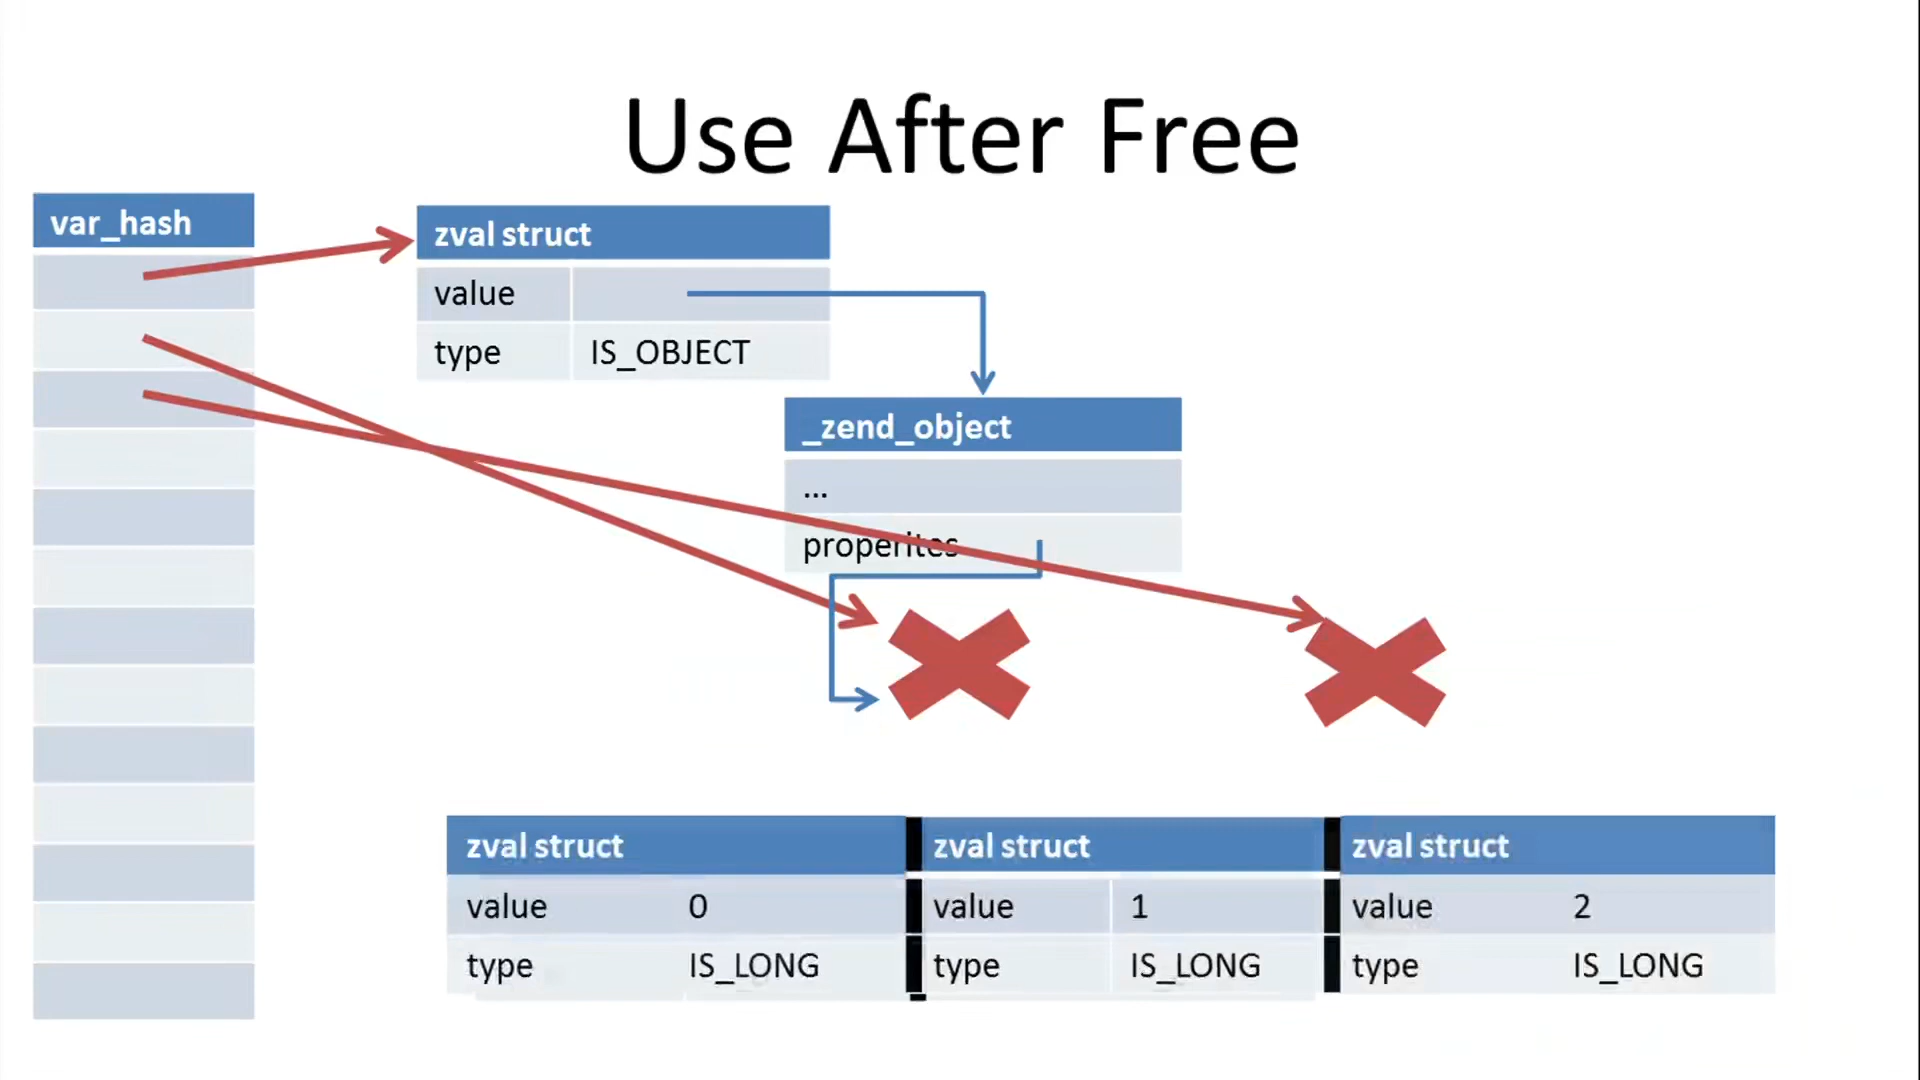 Use After Free
var_hash
zval struct
value
type IS_OBJECT
_zend_object
...
properites
zval struct zval struct zval struct
value 0 value 1 value 2
type IS_LONG type IS_LONG type IS_LONG